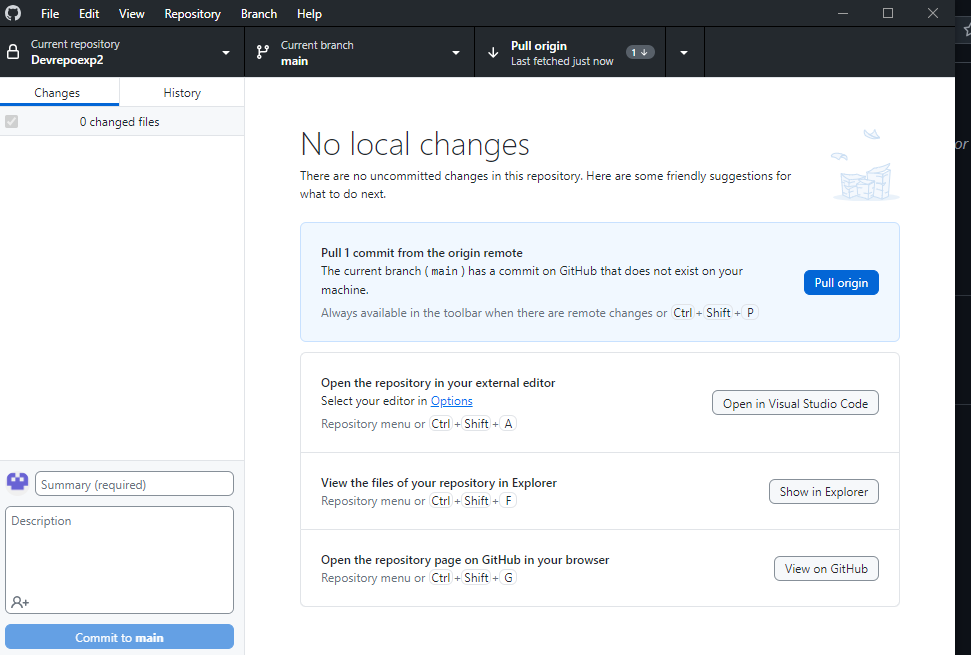 File Edit View Repository Branch Help
Current repository
Devrepoexp2
Current branch
main
Pull origin
Last fetched just now
1
Changes History
0 changed files
No local changes
There are no uncommitted changes in this repository. Here are some friendly suggestions for
what to do next.
Pull 1 commit from the origin remote
The current branch ( main ) has a commit on GitHub that does not exist on your
machine.
Always available in the toolbar when there are remote changes or Ctrl + Shift + P
Pull origin
Open the repository in your external editor
Select your editor in Options
Repository menu or Ctrl + Shift + A
Open in Visual Studio Code
View the files of your repository in Explorer
Repository menu or Ctrl + Shift + F
Show in Explorer
Open the repository page on GitHub in your browser
Repository menu or Ctrl + Shift + G
View on GitHub
Summary (required)
Description
Commit to main
or